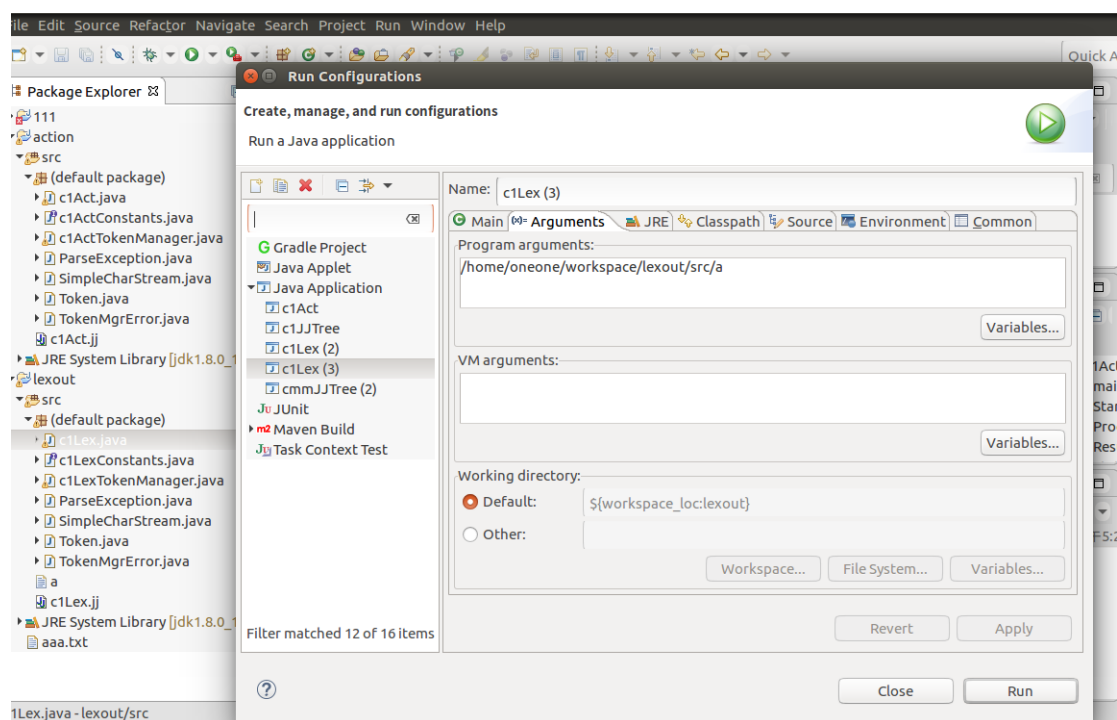 ile Edit Source Refactor Navigate Search Project Run Window Help
Quick A
Package Explorer
111
action
src
(default package)
c1Act.java
c1ActConstants.java
c1ActTokenManager.java
ParseException.java
SimpleCharStream.java
Token.java
TokenMgrError.java
c1Act.jj
JRE System Library [jdk1.8.0_1
lexout
src
(default package)
c1Lex.java
c1LexConstants.java
c1LexTokenManager.java
ParseException.java
SimpleCharStream.java
Token.java
TokenMgrError.java
a
c1Lex.jj
JRE System Library [jdk1.8.0_1
aaa.txt
1Lex.java - lexout/src
Run Configurations
Create, manage, and run configurations
Run a Java application
Gradle Project
Java Applet
Java Application
c1Act
c1JJTree
c1Lex (2)
c1Lex (3)
cmmJJTree (2)
JUnit
Maven Build
Task Context Test
Filter matched 12 of 16 items
Name: c1Lex (3)
Main Arguments JRE Classpath Source Environment Common
Program arguments:
/home/oneone/workspace/lexout/src/a
Variables...
VM arguments:
Variables...
Working directory:
Default: ${workspace_loc:lexout}
Other:
Workspace... File System... Variables...
Revert Apply
Close Run
1Act
mai
Star
Pro
Res